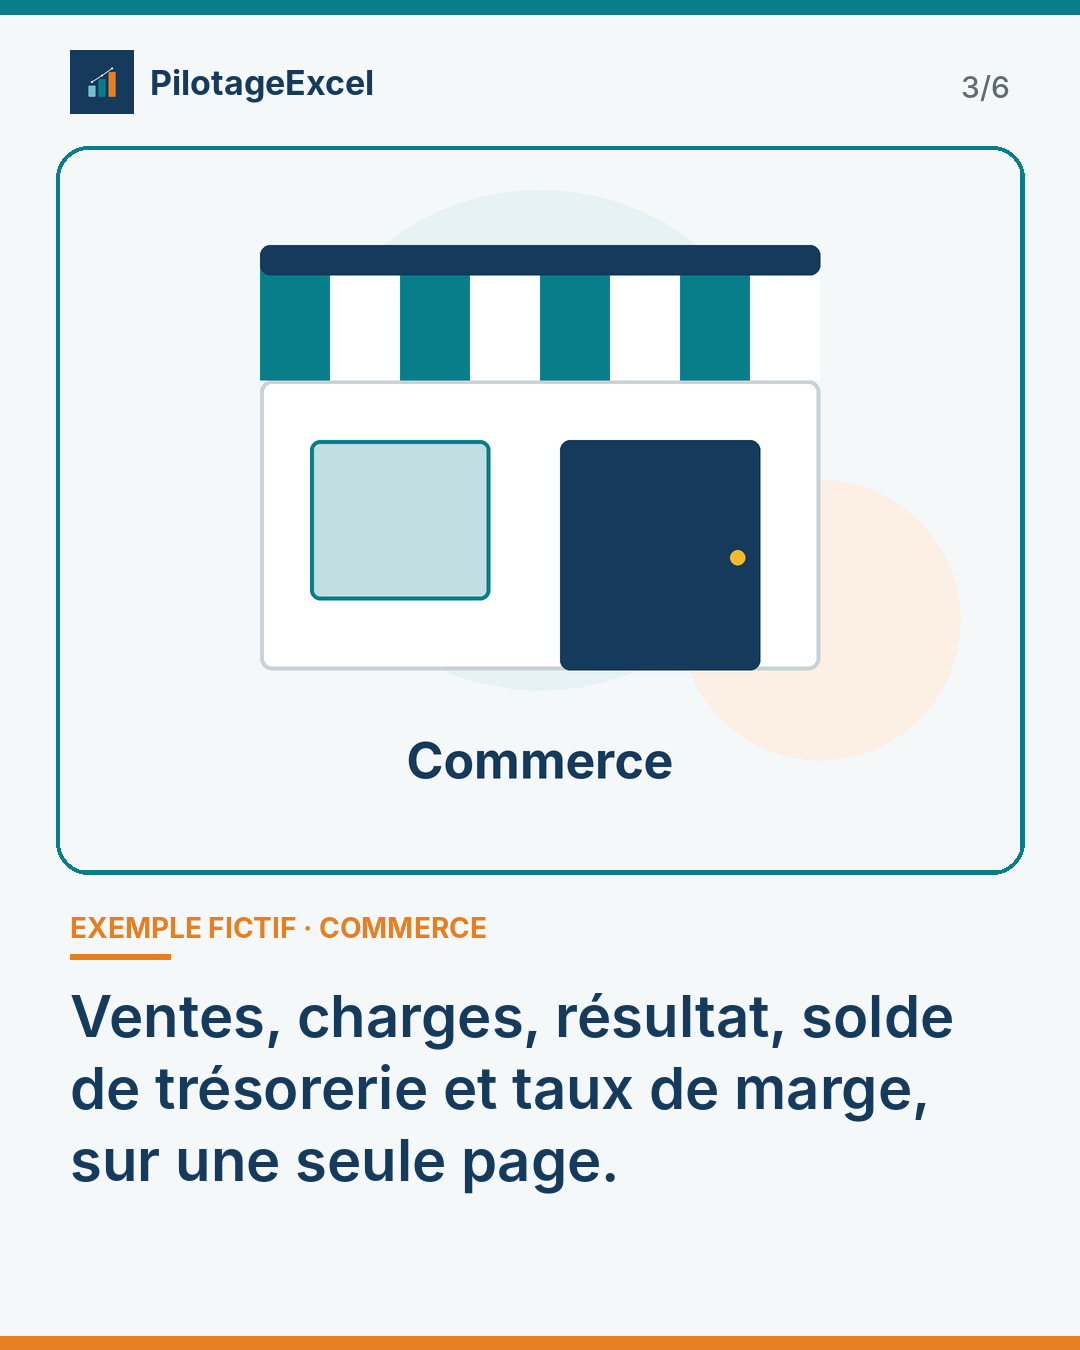 PilotageExcel
3/6
Commerce
EXEMPLE FICTIF · COMMERCE
Ventes, charges, résultat, solde
de trésorerie et taux de marge,
sur une seule page.